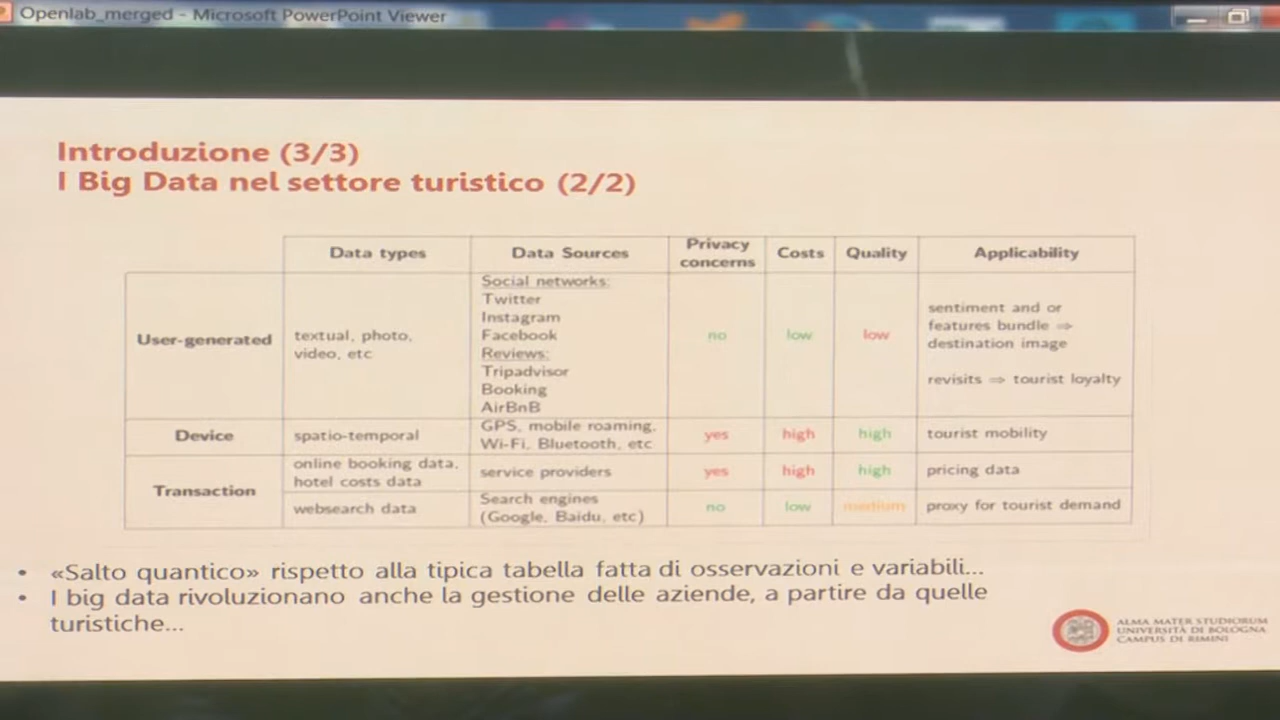 Openlab_merged - Microsoft PowerPoint Viewer
Introduzione (3/3)
I Big Data nel settore turistico (2/2)
Data types
Data Sources
Privacy
concerns
Costs
Quality
Applicability
User-generated
textual, photo,
video, etc
Social networks:
Twitter
Instagram
Facebook
Reviews:
Tripadvisor
Booking
AirBnB
no
low
low
sentiment and or
features bundle ⇒
destination image
revisits ⇒ tourist loyalty
Device
spatio-temporal
GPS, mobile roaming,
Wi-Fi, Bluetooth, etc
yes
high
high
tourist mobility
Transaction
online booking data,
hotel costs data
service providers
yes
high
high
pricing data
websearch data
Search engines
(Google, Baidu, etc)
no
low
medium
proxy for tourist demand
• «Salto quantico» rispetto alla tipica tabella fatta di osservazioni e variabili...
• I big data rivoluzionano anche la gestione delle aziende, a partire da quelle
turistiche...
ALMA MATER STUDIORUM
UNIVERSITÀ DI BOLOGNA
CAMPUS DI RIMINI